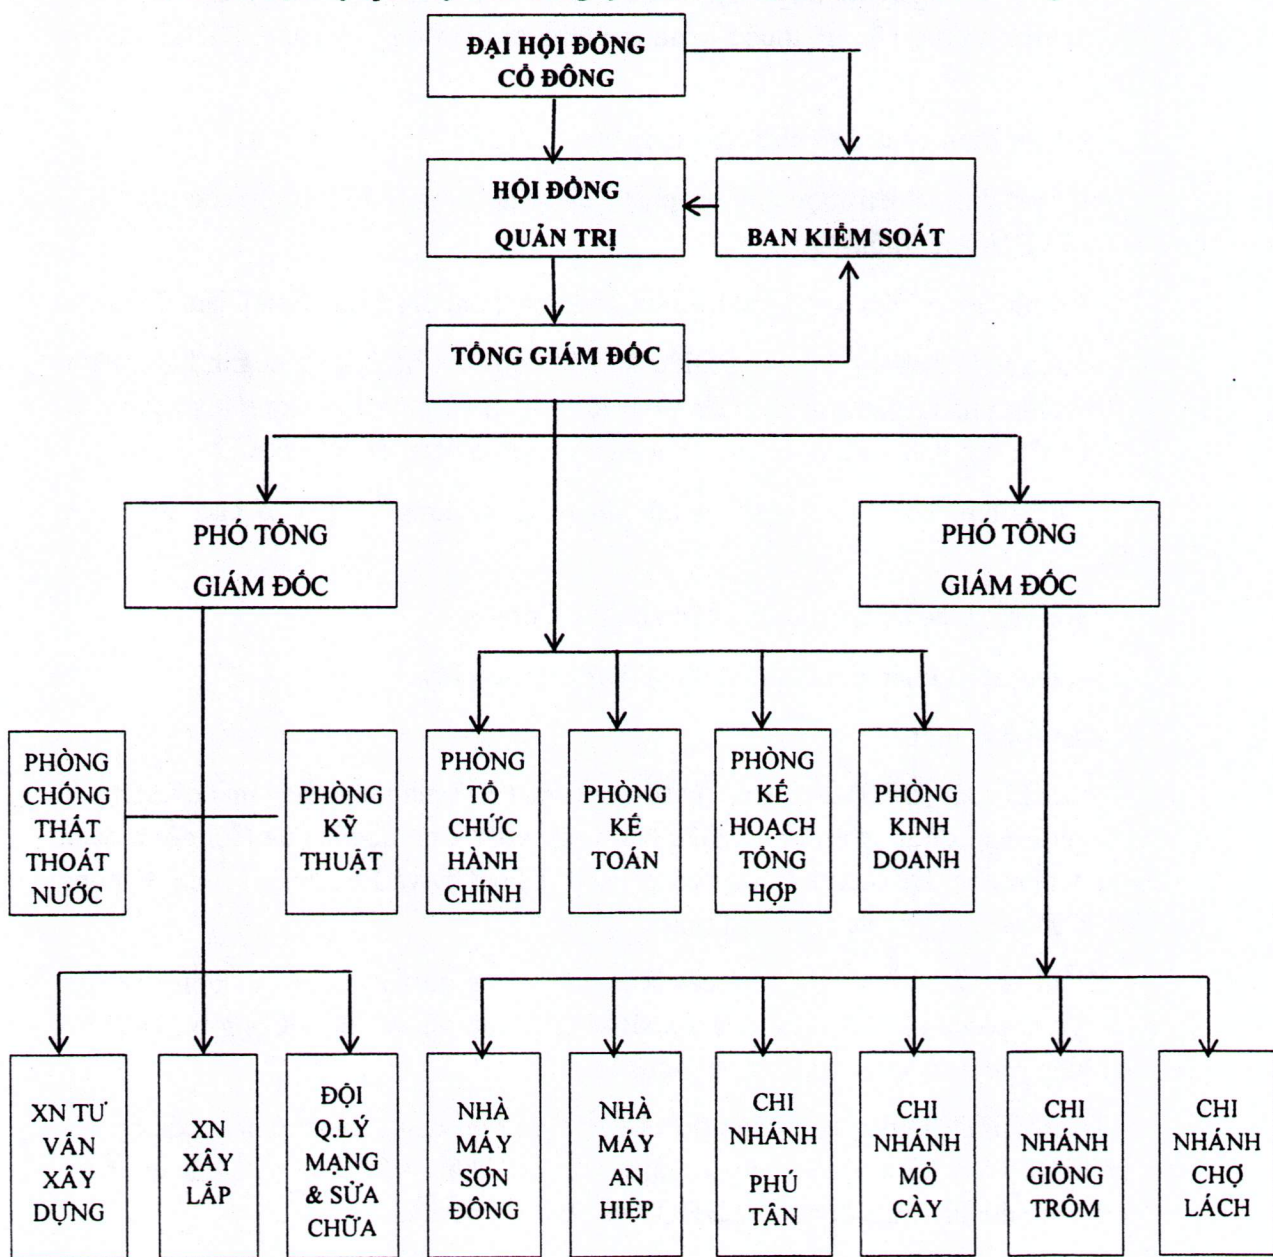 ĐẠI HỘI ĐỒNG
CỔ ĐÔNG
HỘI ĐỒNG
QUẢN TRỊ
BAN KIỂM SOÁT
TỔNG GIÁM ĐỐC
PHÓ TỔNG
GIÁM ĐỐC
PHÓ TỔNG
GIÁM ĐỐC
PHÒNG
CHỐNG
THẤT
THOÁT
NƯỚC
PHÒNG
KỸ
THUẬT
PHÒNG
TỔ
CHỨC
HÀNH
CHÍNH
PHÒNG
KẾ
TOÁN
PHÒNG
KẾ
HOẠCH
TỔNG
HỢP
PHÒNG
KINH
DOANH
XN TƯ
VẤN
XÂY
DỰNG
XN
XÂY
LẮP
ĐỘI
Q.LÝ
MẠNG
& SỬA
CHỮA
NHÀ
MÁY
SƠN
ĐÔNG
NHÀ
MÁY
AN
HIỆP
CHI
NHÁNH
PHÚ
TÂN
CHI
NHÁNH
MỎ
CÀY
CHI
NHÁNH
GIỒNG
TRÔM
CHI
NHÁNH
CHỢ
LÁCH